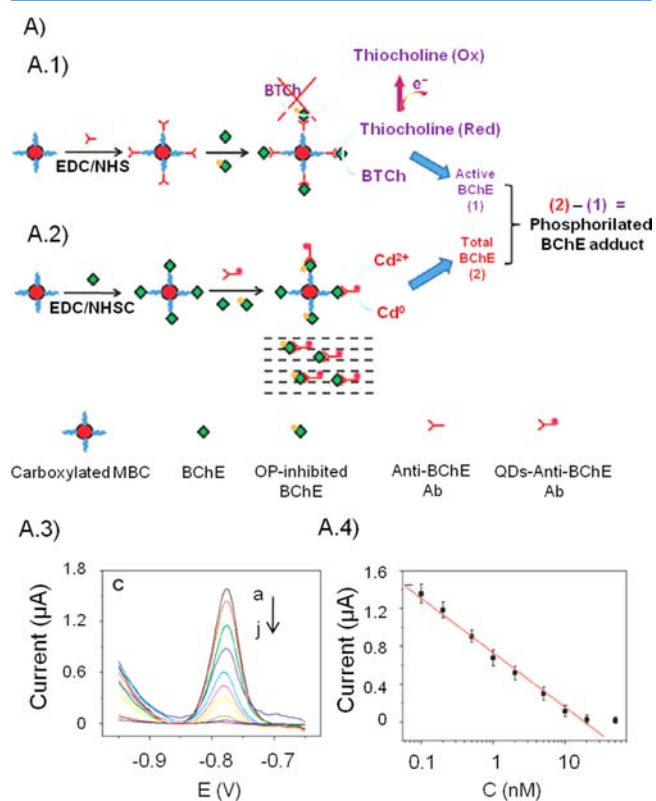 A)
A.1)
Thiocholine (Ox)
BTCh
e⁻
Thiocholine (Red)
EDC/NHS
BTCh
Active
BChE
(1)
(2) – (1) =
Phosphorilated
BChE adduct
A.2)
Total
BChE
(2)
Cd²⁺
EDC/NHSC
Cd⁰
Carboxylated MBC
BChE
OP-inhibited
BChE
Anti-BChE
Ab
QDs-Anti-BChE
Ab
A.3)
A.4)
Current (µA)
1.8
1.2
0.6
0
C
a
j
-0.9
-0.8
-0.7
E (V)
Current (µA)
1.6
1.2
0.8
0.4
0
0.1
1
10
C (nM)